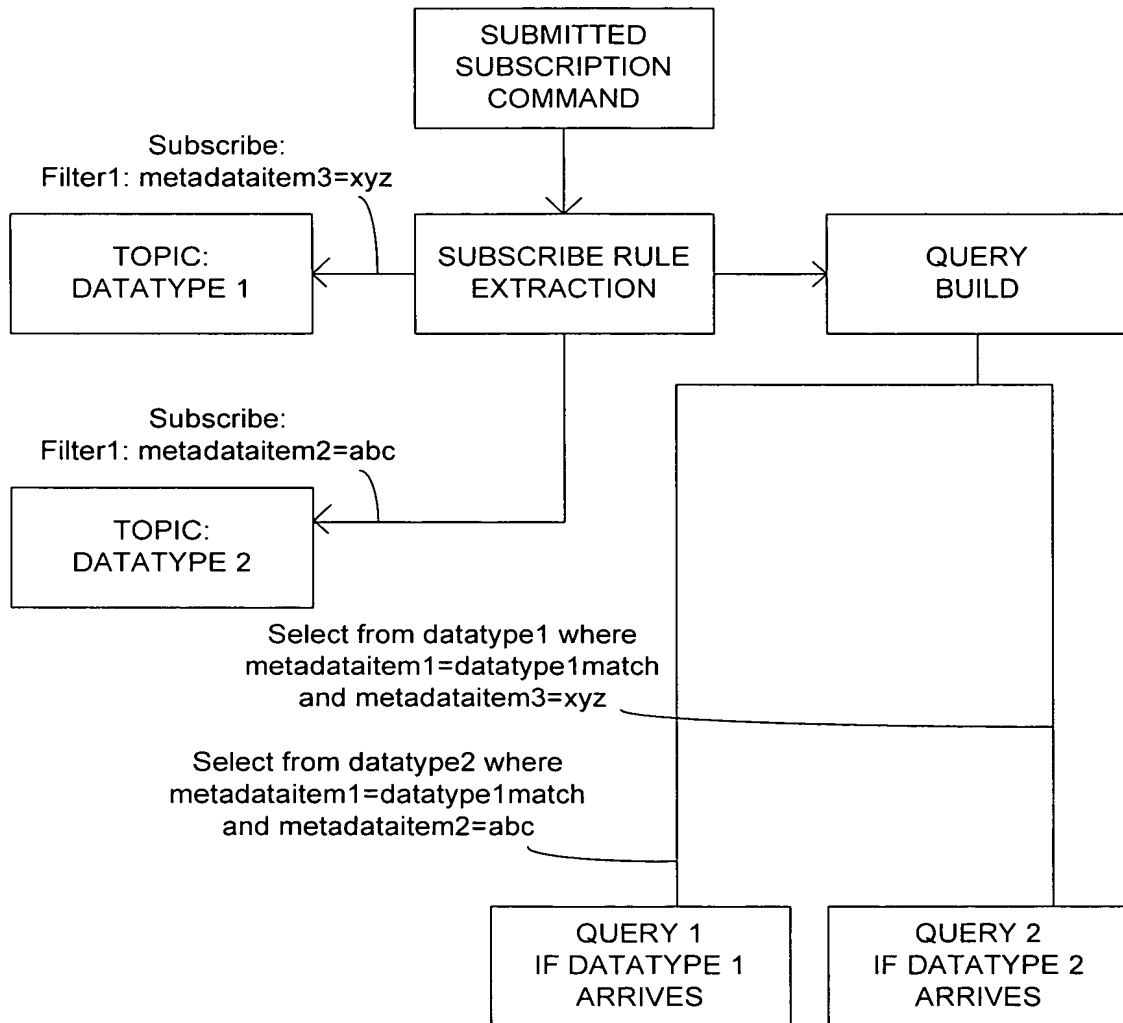 SUBMITTED
SUBSCRIPTION
COMMAND
Subscribe:
Filter1: metadataitem3=xyz
TOPIC:
DATATYPE 1
SUBSCRIBE RULE
EXTRACTION
QUERY
BUILD
Subscribe:
Filter1: metadataitem2=abc
TOPIC:
DATATYPE 2
Select from datatype1 where
metadataitem1=datatype1match
and metadataitem3=xyz
Select from datatype2 where
metadataitem1=datatype1match
and metadataitem2=abc
QUERY 1
IF DATATYPE 1
ARRIVES
QUERY 2
IF DATATYPE 2
ARRIVES